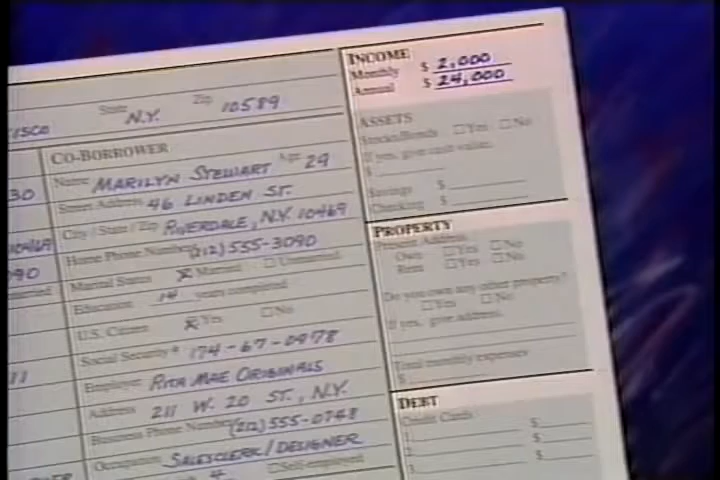 State N.Y. Zip 10589
CO-BORROWER
Name MARILYN STEWART Age 29
Street Address 46 LINDEN ST.
City / State / Zip RIVERDALE, N.Y. 10469
Home Phone Number (212) 555-3090
Marital Status Married Unmarried
Education 14 years completed
U.S. Citizen Yes No
Social Security # 174-67-0978
Employer RITA MAE ORIGINALS
Address 211 W. 20 ST., N.Y.
Business Phone Number (212) 555-0748
Occupation SALESCLERK/DESIGNER
4 Self-employed
INCOME
Monthly $ 2,000
Annual $ 24,000
ASSETS
Stocks/Bonds Yes No
If yes, give cash value.
$
Savings $
Checking $
PROPERTY
Present Address
Own Yes No
Rent Yes No
Do you own any other property?
Yes No
If yes, give address.
Total monthly expenses
$
DEBT
Credit Cards
1. $
2. $
3. $